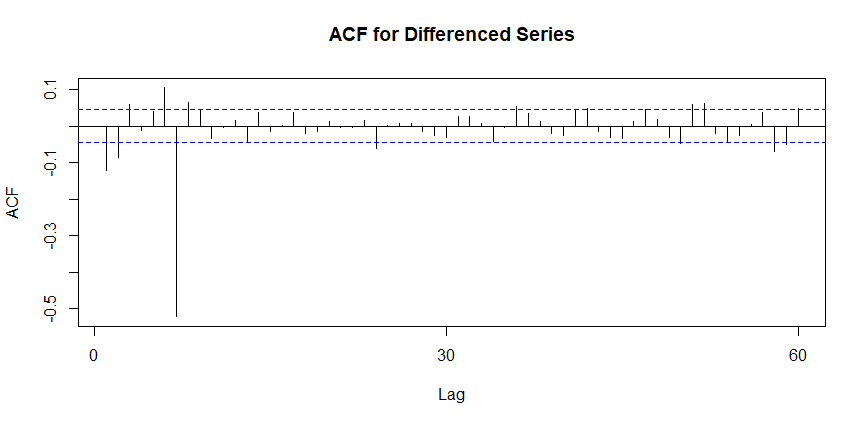 ACF for Differenced Series
ACF
0.1
-0.1
-0.3
-0.5
0
30
60
Lag